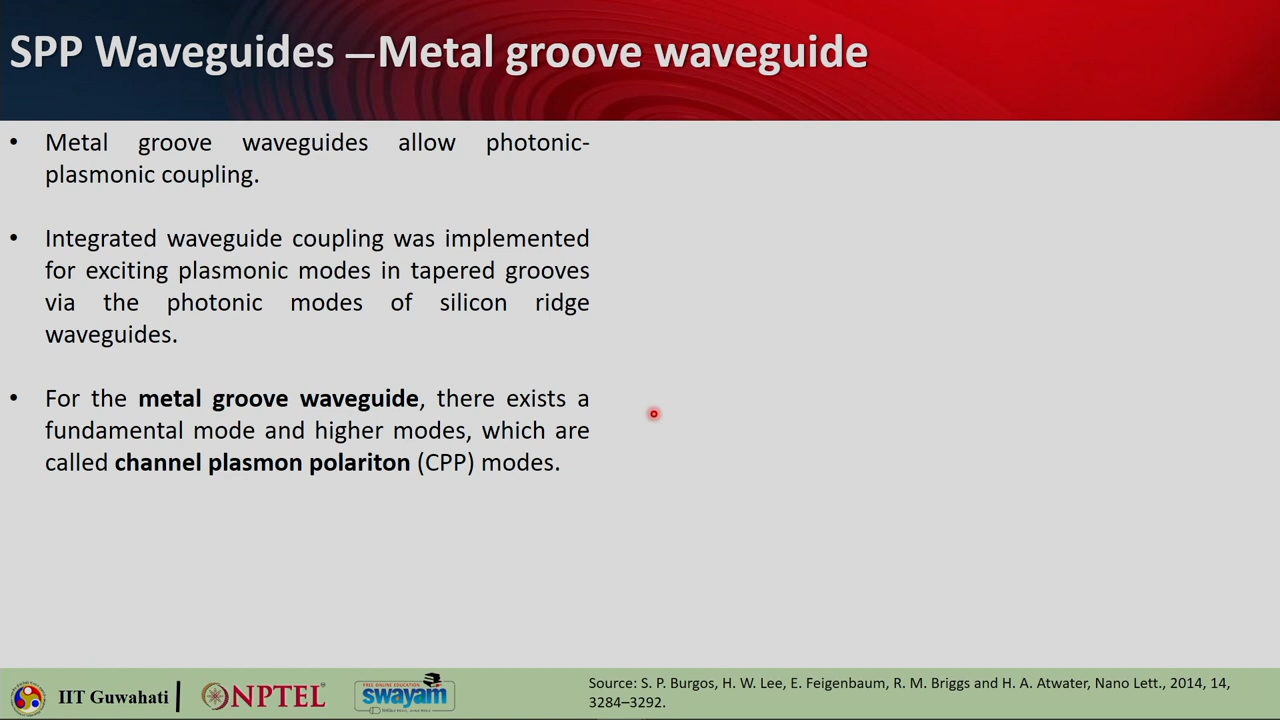 SPP Waveguides –Metal groove waveguide
• Metal groove waveguides allow photonic-
plasmonic coupling.
• Integrated waveguide coupling was implemented
for exciting plasmonic modes in tapered grooves
via the photonic modes of silicon ridge
waveguides.
• For the metal groove waveguide, there exists a
fundamental mode and higher modes, which are
called channel plasmon polariton (CPP) modes.
IIT Guwahati
NPTEL
FREE ONLINE EDUCATION
swayam
Source: S. P. Burgos, H. W. Lee, E. Feigenbaum, R. M. Briggs and H. A. Atwater, Nano Lett., 2014, 14,
3284–3292.